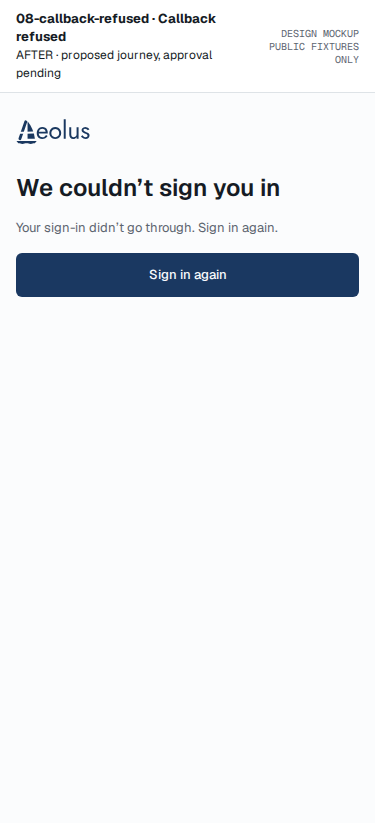 08-callback-refused · Callback
refused
AFTER · proposed journey, approval
pending
DESIGN MOCKUP
PUBLIC FIXTURES
ONLY
Aeolus
We couldn’t sign you in
Your sign-in didn’t go through. Sign in again.
Sign in again